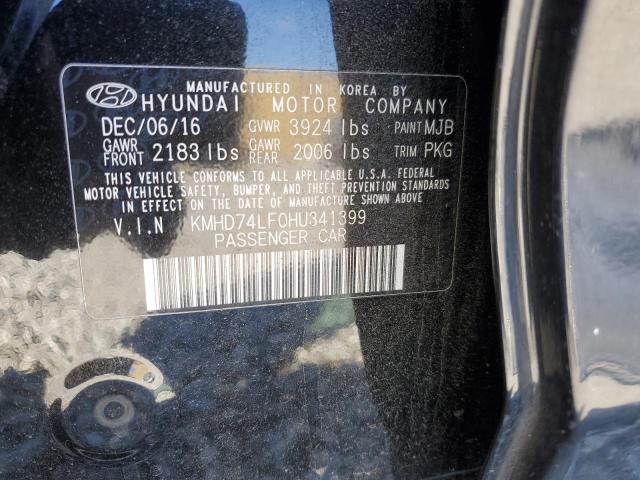 MANUFACTURED IN KOREA BY
HYUNDAI MOTOR COMPANY
DEC/06/16 GVWR 3924 lbs PAINT MJB
GAWR FRONT 2183 lbs GAWR REAR 2006 lbs TRIM PKG
THIS VEHICLE CONFORMS TO ALL APPLICABLE U.S.A. FEDERAL
MOTOR VEHICLE SAFETY, BUMPER, AND THEFT PREVENTION STANDARDS
IN EFFECT ON THE DATE OF MANUFACTURE SHOWN ABOVE.
V.I.N KMHD74LF0HU341399
PASSENGER CAR